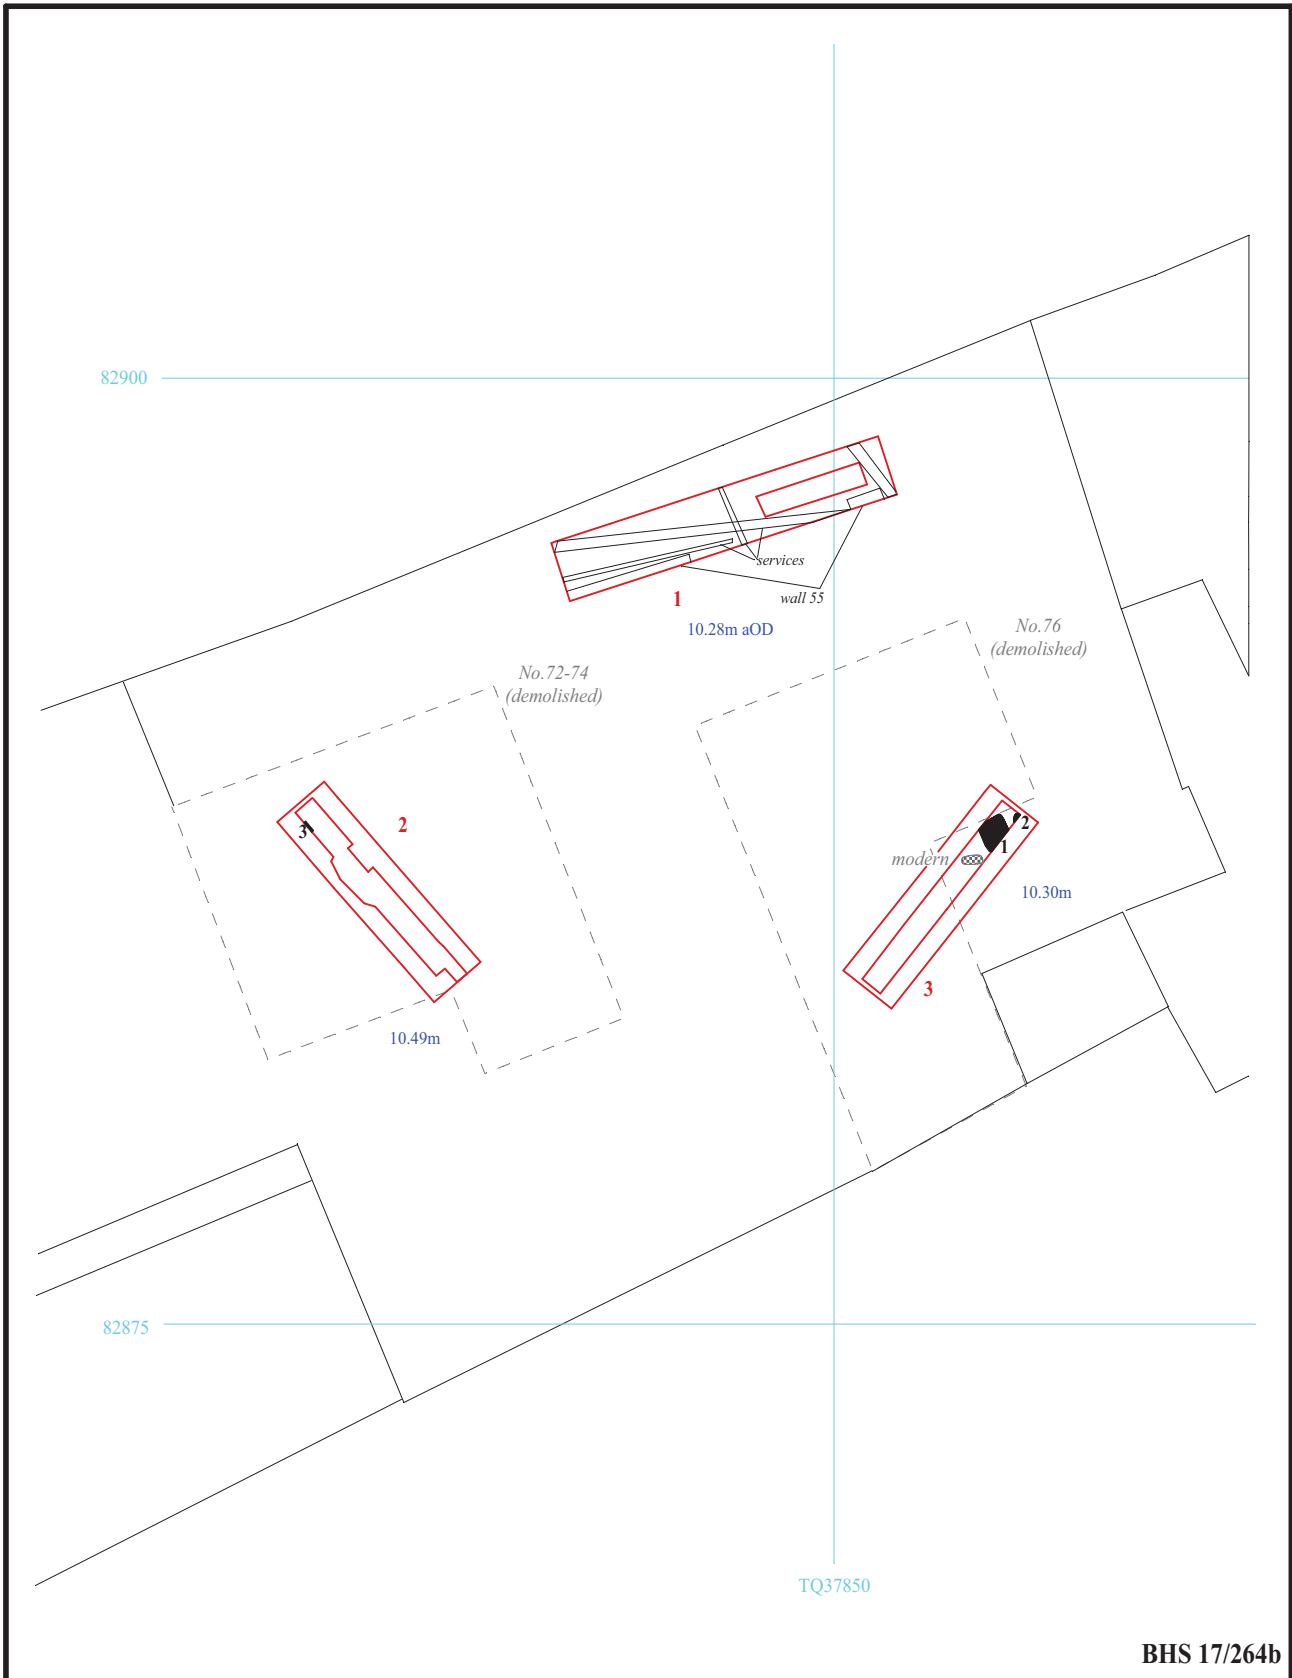 82900
services
wall 55
1
10.28m aOD
No.76
(demolished)
No.72-74
(demolished)
3
2
2
1
modern
10.30m
3
10.49m
82875
TQ37850
BHS 17/264b